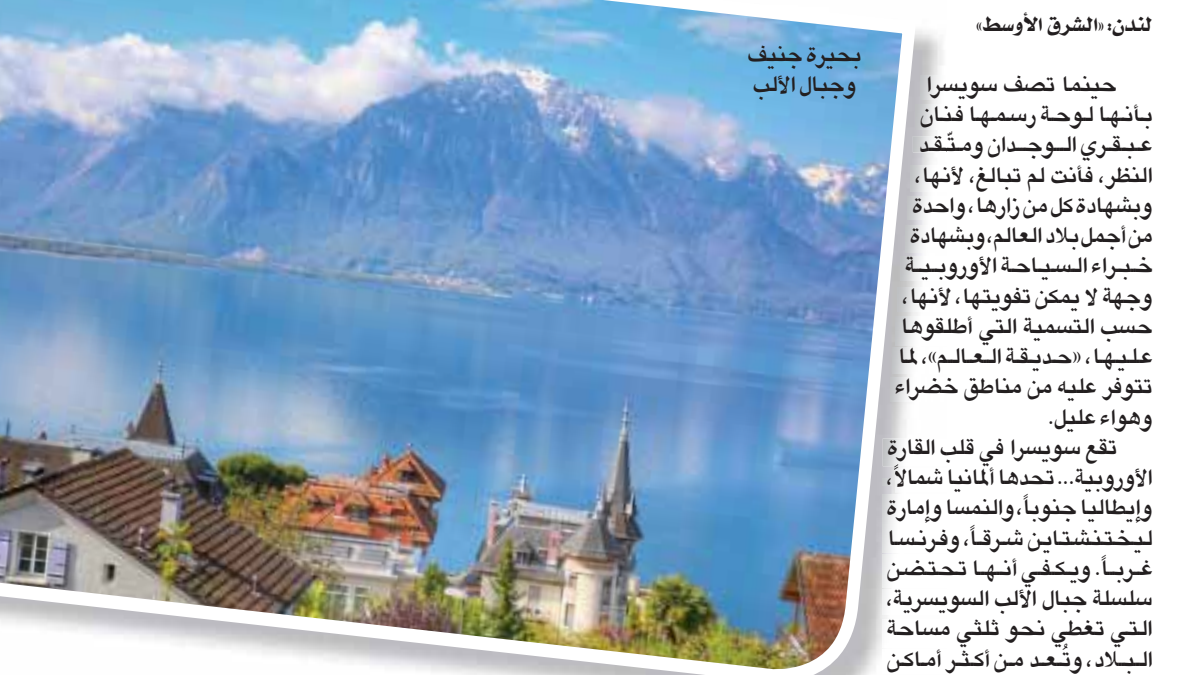 لندن: «الشرق الأوسط»
بحيرة جنيف
وجبال الألب
حينما تصف سويسرا
بأنها لوحة رسمها فنان
عبقري الوجدان ومتّقد
النظر، فأنت لم تبالغ، لأنها،
وبشهادة كل من زارها، واحدة
من أجمل بلاد العالم، وبشهادة
خبراء السياحة الأوروبية
وجهة لا يمكن تفويتها، لأنها،
حسب التسمية التي أطلقوها
عليها، «حديقة العالم»، لما
تتوفر عليه من مناطق خضراء
وهواء عليل.
تقع سويسرا في قلب القارة
الأوروبية... تحدها ألمانيا شمالاً،
وإيطاليا جنوباً، والنمسا وإمارة
ليختنشتاين شرقاً، وفرنسا
غرباً. ويكفي أنها تحتضن
سلسلة جبال الألب السويسرية،
التي تغطي نحو ثلثي مساحة
البلاد، وتُعد من أكثر أماكن